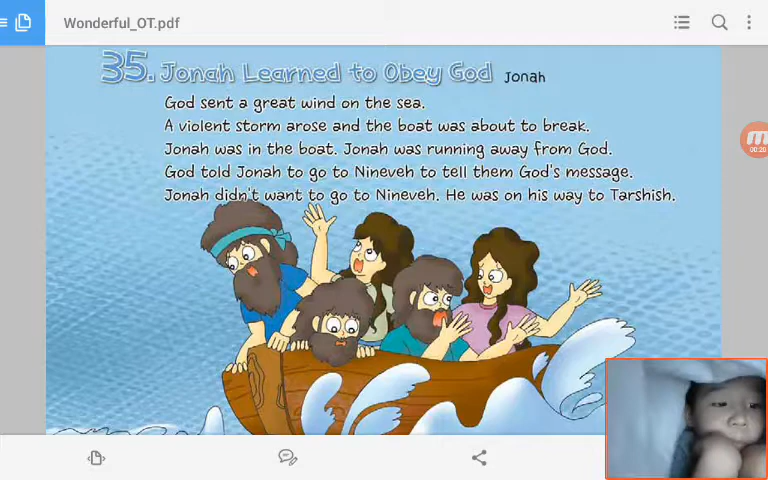 Wonderful_OT.pdf
35. Jonah Learned to Obey God Jonah
God sent a great wind on the sea.
A violent storm arose and the boat was about to break.
Jonah was in the boat. Jonah was running away from God.
God told Jonah to go to Nineveh to tell them God's message.
Jonah didn't want to go to Nineveh. He was on his way to Tarshish.
00:20